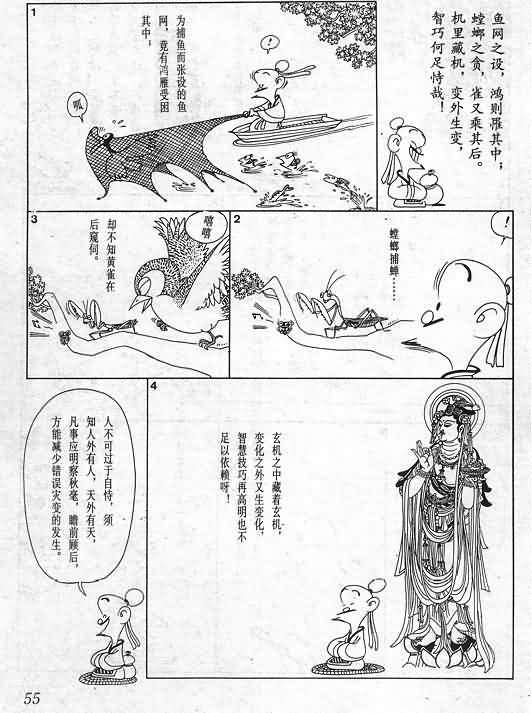 鱼网之设，鸿则罹其中；
螳螂之贪，雀又乘其后。
机里藏机，变外生变，
智巧何足恃哉！
1
为捕鱼而张设的鱼
网，竟有鸿雁受困
其中：
！
呱
2
螳螂捕蝉……
！
3
却不知黄雀在
后窥伺。
嘻嘻
4
玄机之中藏着玄机，
变化之外又生变化，
智慧技巧再高明也不
足以依赖呀！
人不可过于自恃，须
知人外有人，天外有天，
凡事应明察秋毫，瞻前顾后，
方能减少错误灾变的发生。
55